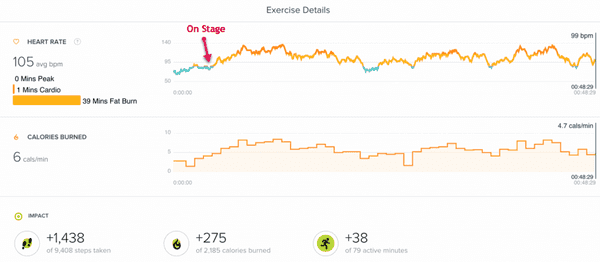 Exercise Details
On Stage
HEART RATE ?
105 avg bpm
0 Mins Peak
1 Mins Cardio
39 Mins Fat Burn
140
95
50
99 bpm
00:48:29
0:00:00
00:48:29
CALORIES BURNED
6 cals/min
10
5
0
4.7 cals/min
00:48:29
0:00:00
00:48:29
IMPACT
+1,438
of 9,408 steps taken
+275
of 2,185 calories burned
+38
of 79 active minutes